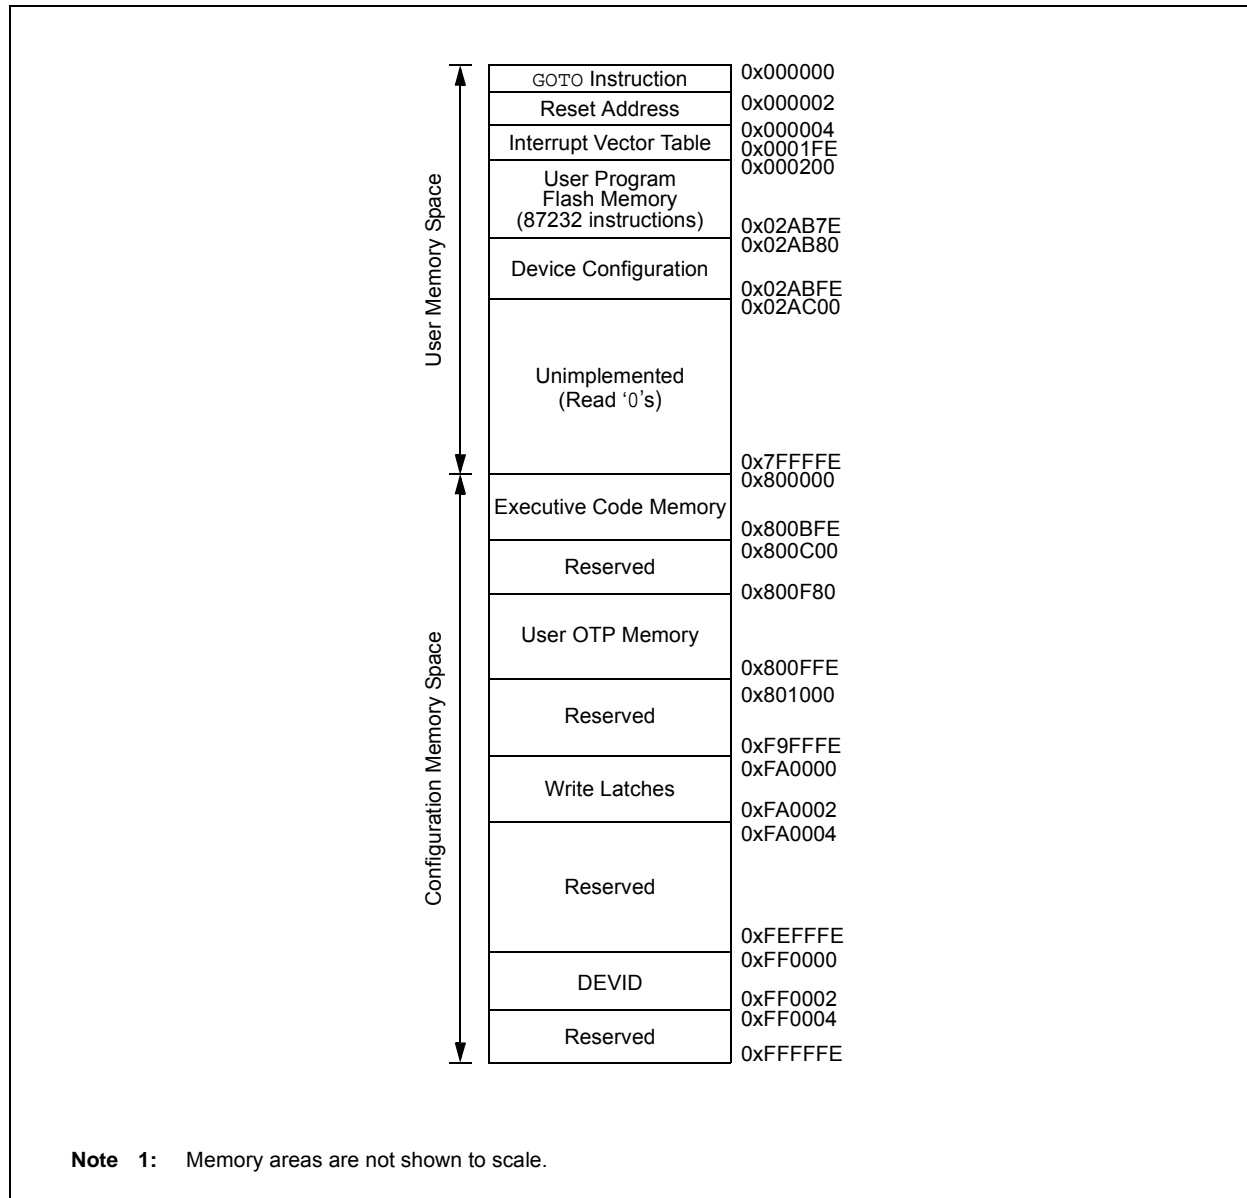 GOTO Instruction
0x000000
Reset Address
0x000002
Interrupt Vector Table
0x000004
0x0001FE
0x000200
User Program
Flash Memory
(87232 instructions)
0x02AB7E
0x02AB80
Device Configuration
0x02ABFE
0x02AC00
User Memory Space
Unimplemented
(Read ‘0’s)
0x7FFFFE
0x800000
Executive Code Memory
0x800BFE
0x800C00
Reserved
0x800F80
User OTP Memory
0x800FFE
0x801000
Configuration Memory Space
Reserved
0xF9FFFE
0xFA0000
Write Latches
0xFA0002
0xFA0004
Reserved
0xFEFFFE
0xFF0000
DEVID
0xFF0002
0xFF0004
Reserved
0xFFFFFE
Note 1: Memory areas are not shown to scale.